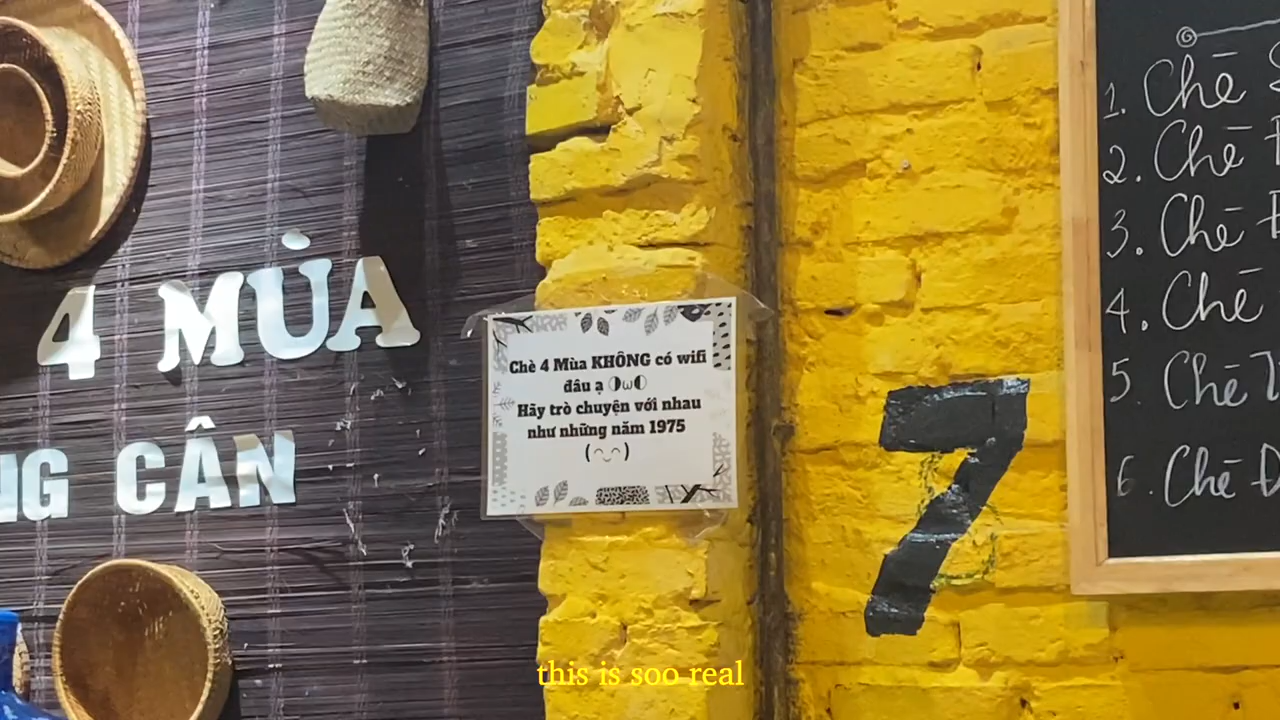 4 MÙA
NG CÂN
Chè 4 Mùa KHÔNG có wifi
đâu ạ
Hãy trò chuyện với nhau
như những năm 1975
7
1. Chè
2. Chè
3. Chè
4. Chè
5. Chè
6. Chè
this is soo real